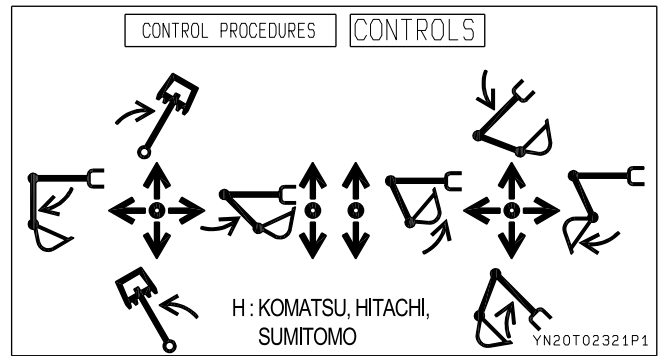 CONTROL PROCEDURES
CONTROLS
H : KOMATSU, HITACHI,
SUMITOMO
YN20T02321P1